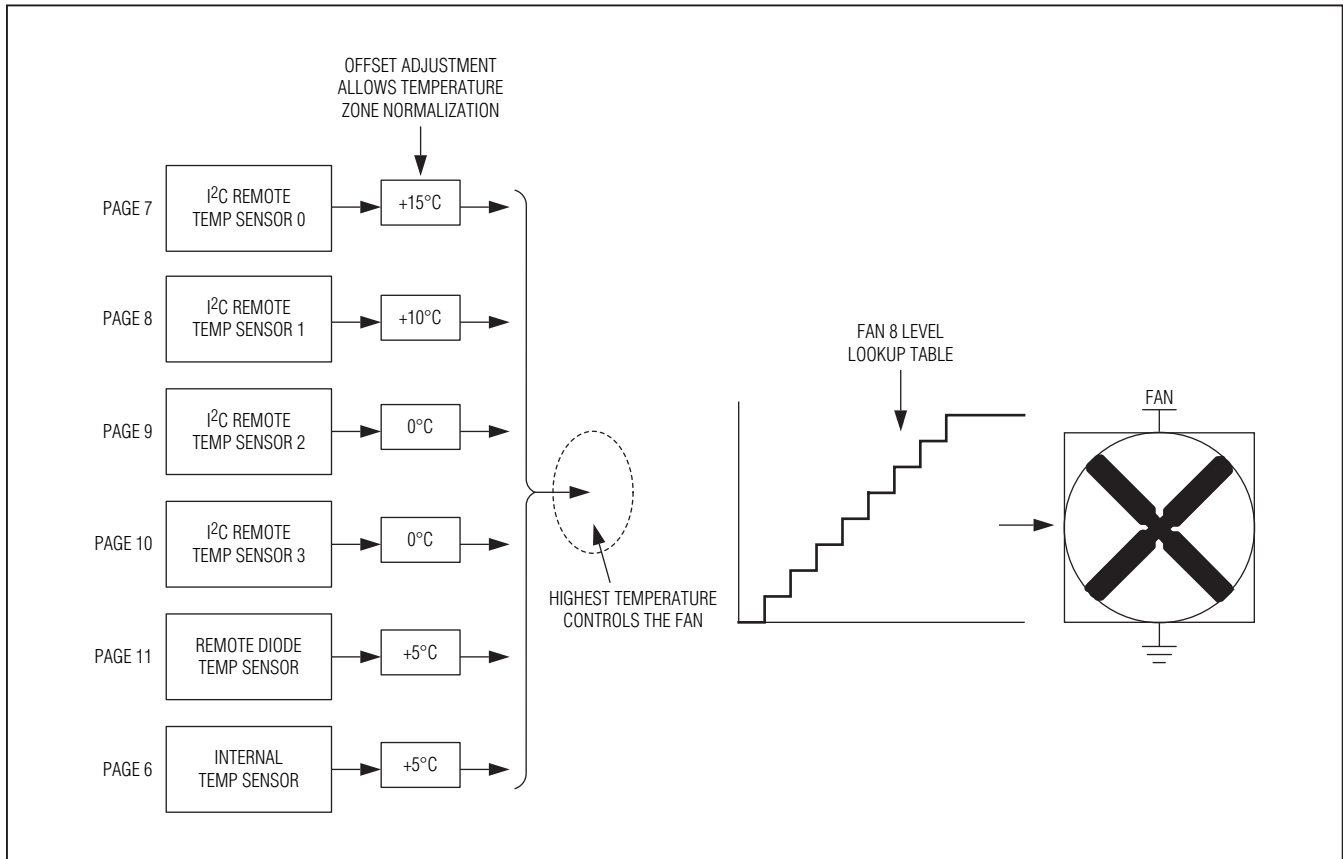 OFFSET ADJUSTMENT
ALLOWS TEMPERATURE
ZONE NORMALIZATION
PAGE 7
I²C REMOTE
TEMP SENSOR 0
+15°C
PAGE 8
I²C REMOTE
TEMP SENSOR 1
+10°C
PAGE 9
I²C REMOTE
TEMP SENSOR 2
0°C
PAGE 10
I²C REMOTE
TEMP SENSOR 3
0°C
PAGE 11
REMOTE DIODE
TEMP SENSOR
+5°C
PAGE 6
INTERNAL
TEMP SENSOR
+5°C
HIGHEST TEMPERATURE
CONTROLS THE FAN
FAN 8 LEVEL
LOOKUP TABLE
FAN